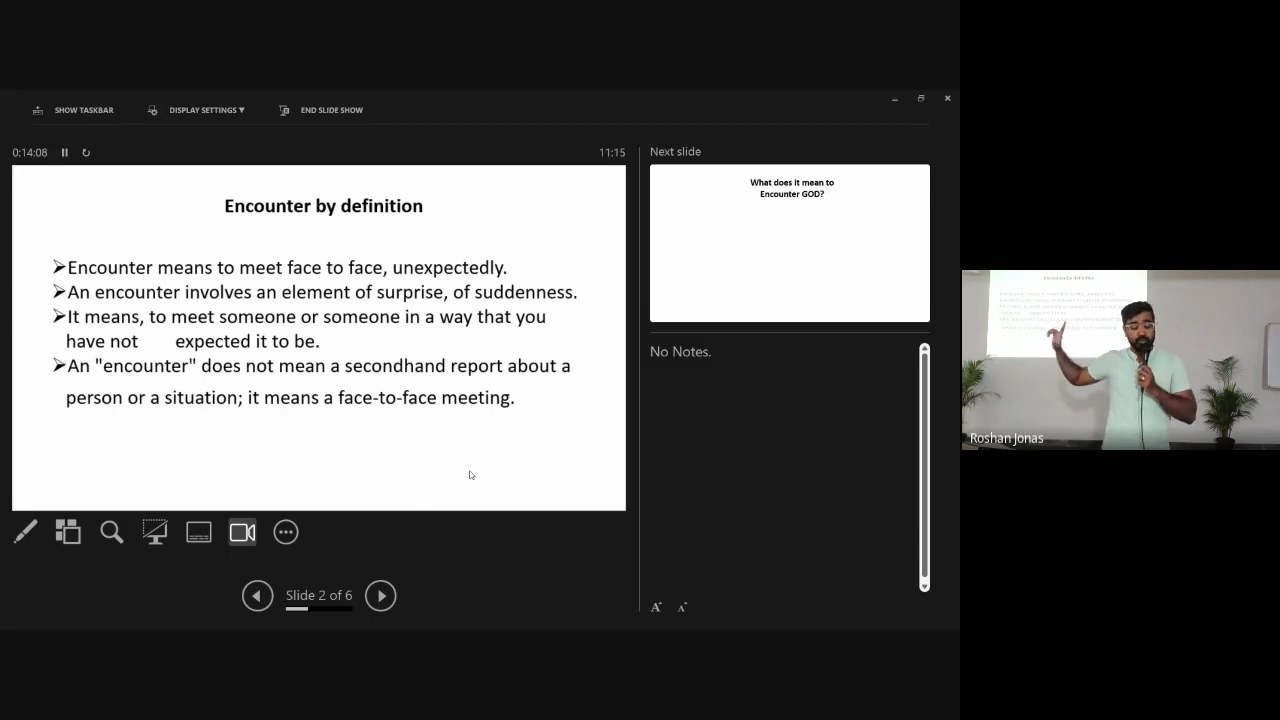 SHOW TASKBAR
DISPLAY SETTINGS ▾
END SLIDE SHOW
0:14:08
11:15
Encounter by definition
➢Encounter means to meet face to face, unexpectedly.
➢An encounter involves an element of surprise, of suddenness.
➢It means, to meet someone or someone in a way that you
have not expected it to be.
➢An "encounter" does not mean a secondhand report about a
person or a situation; it means a face-to-face meeting.
Slide 2 of 6
Next slide
What does it mean to
Encounter GOD?
No Notes.
A A
Encounter by definition
Roshan Jonas